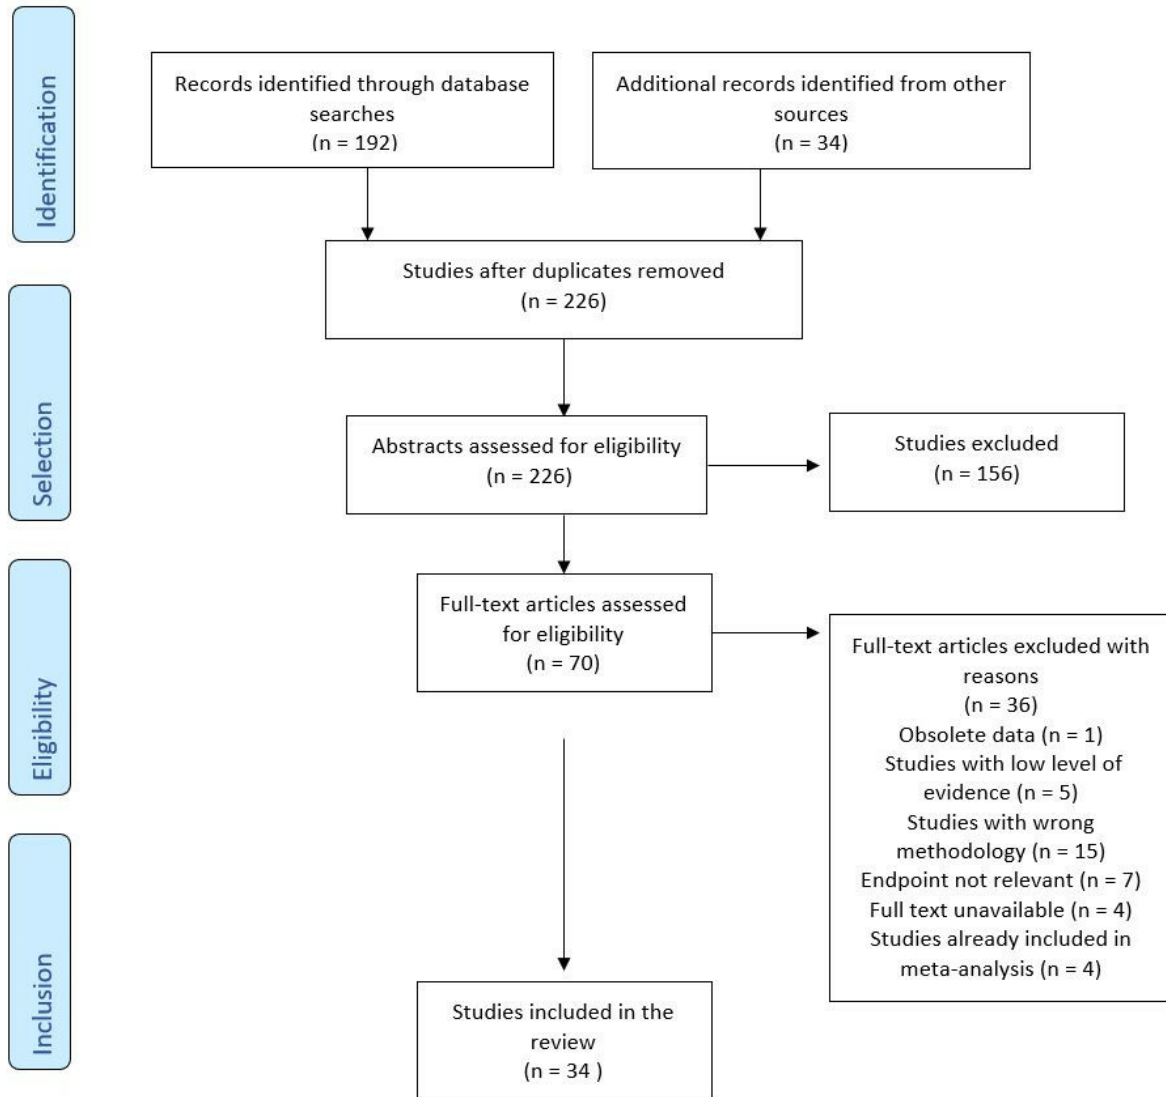 Identification
Records identified through database
searches
(n = 192)
Additional records identified from other
sources
(n = 34)
Studies after duplicates removed
(n = 226)
Selection
Abstracts assessed for eligibility
(n = 226)
Studies excluded
(n = 156)
Eligibility
Full-text articles assessed
for eligibility
(n = 70)
Full-text articles excluded with
reasons
(n = 36)
Obsolete data (n = 1)
Studies with low level of
evidence (n = 5)
Studies with wrong
methodology (n = 15)
Endpoint not relevant (n = 7)
Full text unavailable (n = 4)
Studies already included in
meta-analysis (n = 4)
Inclusion
Studies included in the
review
(n = 34 )